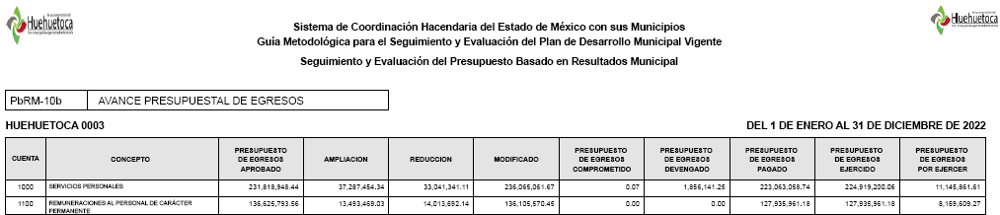 Huehuetoca
Huehuetoca
Sistema de Coordinación Hacendaria del Estado de México con sus Municipios
Guía Metodológica para el Seguimiento y Evaluación del Plan de Desarrollo Municipal Vigente
Seguimiento y Evaluación del Presupuesto Basado en Resultados Municipal
PbRM-10b AVANCE PRESUPUESTAL DE EGRESOS
HUEHUETOCA 0003 DEL 1 DE ENERO AL 31 DE DICIEMBRE DE 2022
CUENTA CONCEPTO PRESUPUESTO DE EGRESOS APROBADO AMPLIACION REDUCCION MODIFICADO PRESUPUESTO DE EGRESOS COMPROMETIDO PRESUPUESTO DE EGRESOS DEVENGADO PRESUPUESTO DE EGRESOS PAGADO PRESUPUESTO DE EGRESOS EJERCIDO PRESUPUESTO DE EGRESOS POR EJERCER
1000 SERVICIOS PERSONALES 231,818,948.44 37,287,454.34 33,041,341.11 236,065,061.67 0.07 1,856,141.25 223,063,058.74 224,919,200.06 11,145,861.61
1100 REMUNERACIONES AL PERSONAL DE CARÁCTER PERMANENTE 136,625,793.56 13,493,469.03 14,013,692.14 136,105,570.45 0.00 0.00 127,935,961.18 127,935,961.18 8,169,609.27